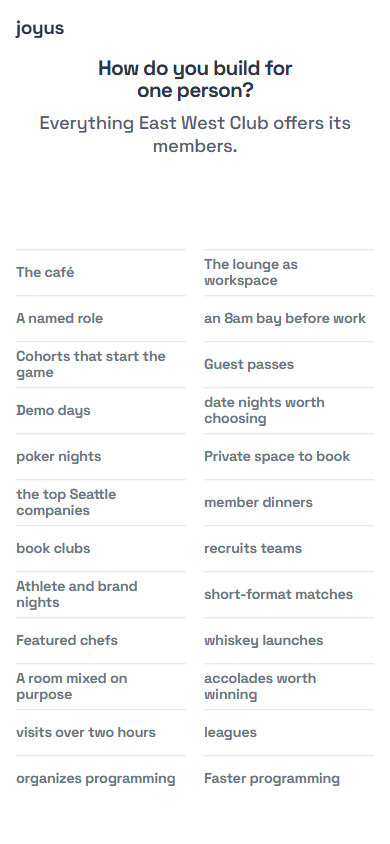 joyus
How do you build for
one person?
Everything East West Club offers its
members.
The café
The lounge as
workspace
A named role
an 8am bay before work
Cohorts that start the
game
Guest passes
Demo days
date nights worth
choosing
poker nights
Private space to book
the top Seattle
companies
member dinners
book clubs
recruits teams
Athlete and brand
nights
short-format matches
Featured chefs
whiskey launches
A room mixed on
purpose
accolades worth
winning
visits over two hours
leagues
organizes programming
Faster programming